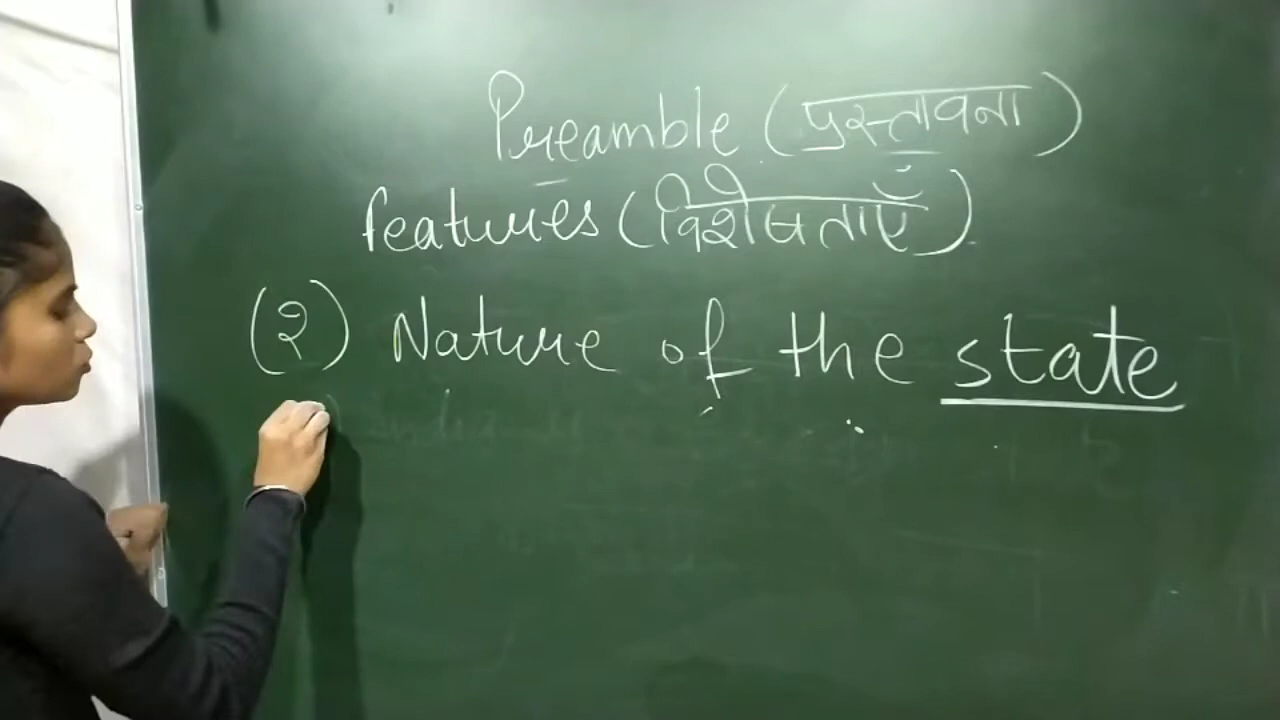 Preamble (प्रस्तावना)
features (विशेषताएँ)
(२) Nature of the state